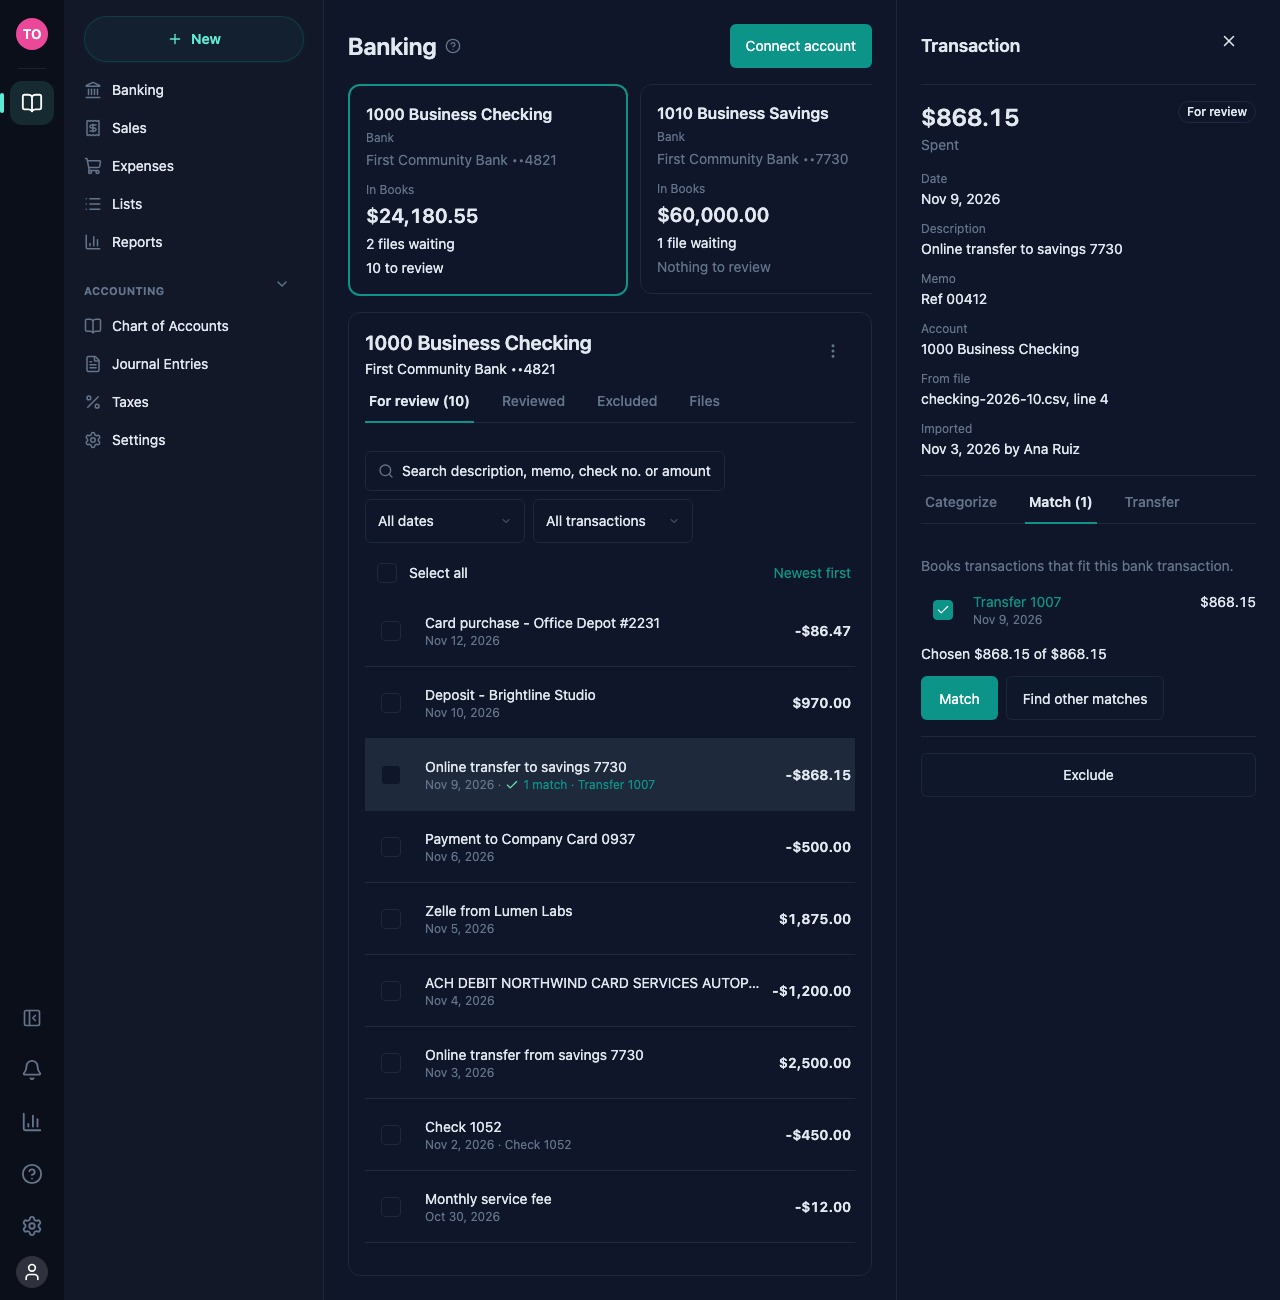 TO
New
Banking
Sales
Expenses
Lists
Reports
ACCOUNTING
Chart of Accounts
Journal Entries
Taxes
Settings
Banking
Connect account
1000 Business Checking
Bank
First Community Bank ••4821
In Books
$24,180.55
2 files waiting
10 to review
1010 Business Savings
Bank
First Community Bank ••7730
In Books
$60,000.00
1 file waiting
Nothing to review
1000 Business Checking
First Community Bank ••4821
For review (10)
Reviewed
Excluded
Files
Search description, memo, check no. or amount
All dates
All transactions
Select all
Newest first
Card purchase - Office Depot #2231
Nov 12, 2026
-$86.47
Deposit - Brightline Studio
Nov 10, 2026
$970.00
Online transfer to savings 7730
Nov 9, 2026 · 1 match · Transfer 1007
-$868.15
Payment to Company Card 0937
Nov 6, 2026
-$500.00
Zelle from Lumen Labs
Nov 5, 2026
$1,875.00
ACH DEBIT NORTHWIND CARD SERVICES AUTOP...
Nov 4, 2026
-$1,200.00
Online transfer from savings 7730
Nov 3, 2026
$2,500.00
Check 1052
Nov 2, 2026 · Check 1052
-$450.00
Monthly service fee
Oct 30, 2026
-$12.00
Transaction
$868.15
For review
Spent
Date
Nov 9, 2026
Description
Online transfer to savings 7730
Memo
Ref 00412
Account
1000 Business Checking
From file
checking-2026-10.csv, line 4
Imported
Nov 3, 2026 by Ana Ruiz
Categorize
Match (1)
Transfer
Books transactions that fit this bank transaction.
Transfer 1007
Nov 9, 2026
$868.15
Chosen $868.15 of $868.15
Match
Find other matches
Exclude